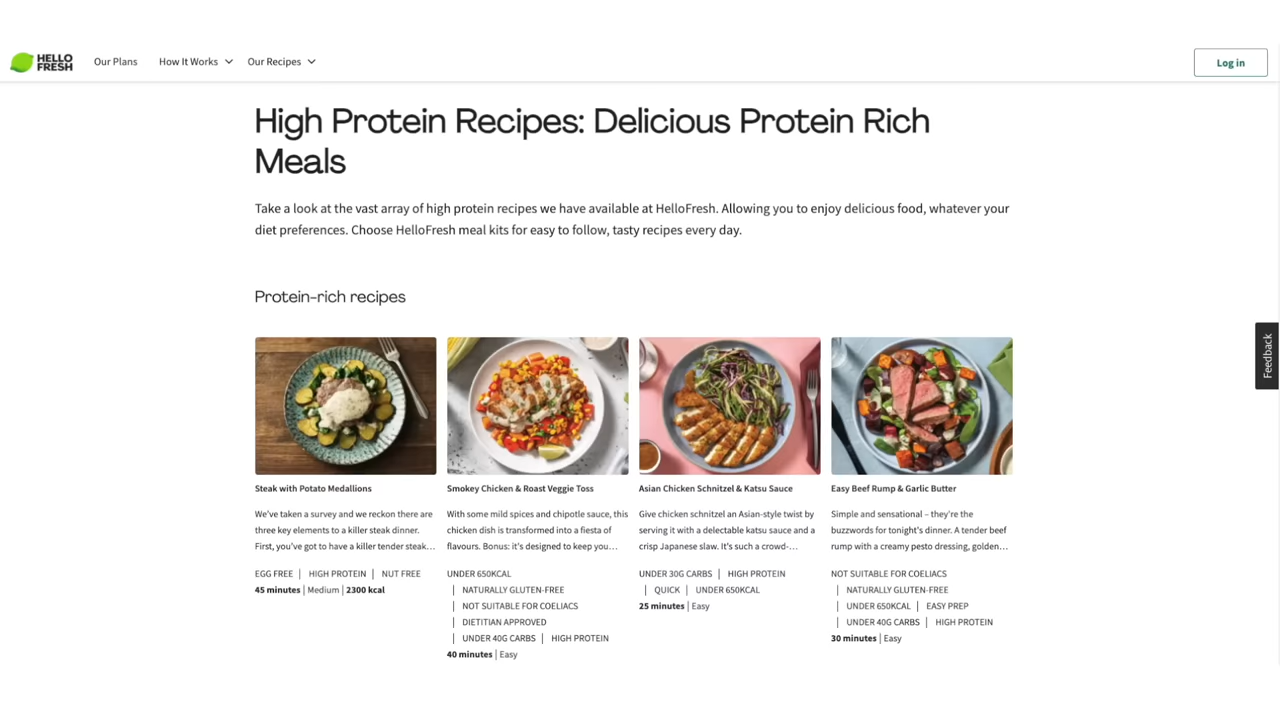 HELLO
FRESH
Our Plans
How It Works
Our Recipes
Log in
High Protein Recipes: Delicious Protein Rich
Meals
Take a look at the vast array of high protein recipes we have available at HelloFresh. Allowing you to enjoy delicious food, whatever your
diet preferences. Choose HelloFresh meal kits for easy to follow, tasty recipes every day.
Protein-rich recipes
Feedback
Steak with Potato Medallions
We've taken a survey and we reckon there are
three key elements to a killer steak dinner.
First, you've got to have a killer tender steak…
EGG FREE | HIGH PROTEIN | NUT FREE
45 minutes | Medium | 2300 kcal
Smokey Chicken & Roast Veggie Toss
With some mild spices and chipotle sauce, this
chicken dish is transformed into a fiesta of
flavours. Bonus: it's designed to keep you…
UNDER 650KCAL
| NATURALLY GLUTEN-FREE
| NOT SUITABLE FOR COELIACS
| DIETITIAN APPROVED
| UNDER 40G CARBS | HIGH PROTEIN
40 minutes | Easy
Asian Chicken Schnitzel & Katsu Sauce
Give chicken schnitzel an Asian-style twist by
serving it with a delectable katsu sauce and a
crisp Japanese slaw. It's such a crowd-…
UNDER 30G CARBS | HIGH PROTEIN
| QUICK | UNDER 650KCAL
25 minutes | Easy
Easy Beef Rump & Garlic Butter
Simple and sensational – they're the
buzzwords for tonight's dinner. A tender beef
rump with a creamy pesto dressing, golden…
NOT SUITABLE FOR COELIACS
| NATURALLY GLUTEN-FREE
| UNDER 650KCAL | EASY PREP
| UNDER 40G CARBS | HIGH PROTEIN
30 minutes | Easy